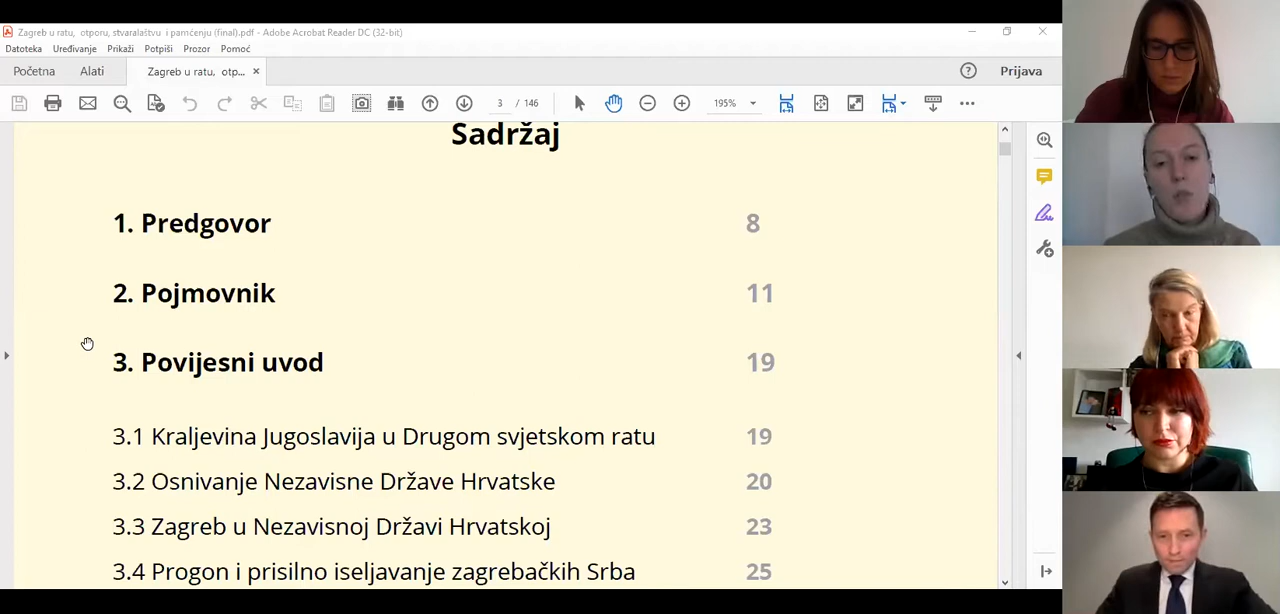 Zagreb u ratu, otporu, stvaralaštvu i pamćenju (final).pdf - Adobe Acrobat Reader DC (32-bit)
Datoteka Uređivanje Prikaži Potpiši Prozor Pomoć
Početna Alati Zagreb u ratu, otp... × Prijava
3 / 146 195%
Sadržaj
1. Predgovor 8
2. Pojmovnik 11
3. Povijesni uvod 19
3.1 Kraljevina Jugoslavija u Drugom svjetskom ratu 19
3.2 Osnivanje Nezavisne Države Hrvatske 20
3.3 Zagreb u Nezavisnoj Državi Hrvatskoj 23
3.4 Progon i prisilno iseljavanje zagrebačkih Srba 25